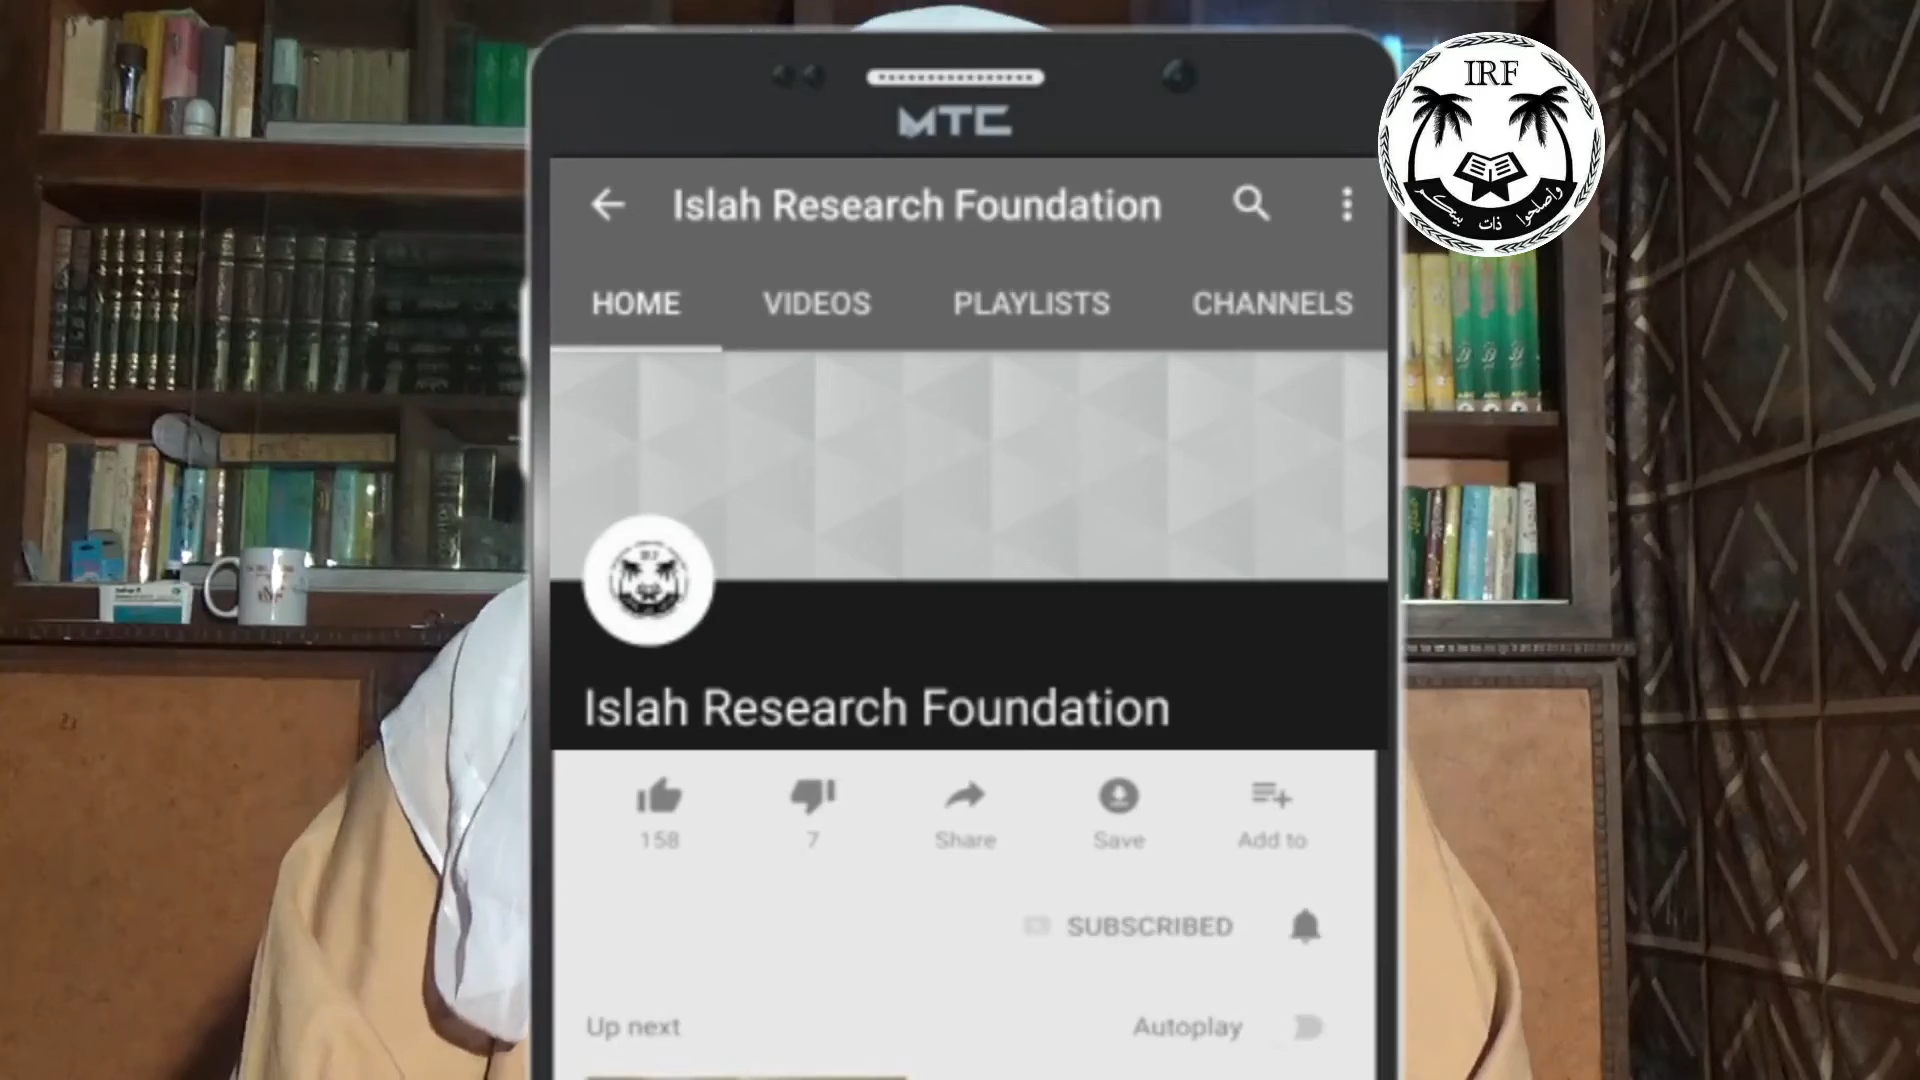 IRF
واصلحوا ذات بينكم
MTC
Islah Research Foundation
HOME VIDEOS PLAYLISTS CHANNELS
Islah Research Foundation
158 7 Share Save Add to
SUBSCRIBED
Up next Autoplay